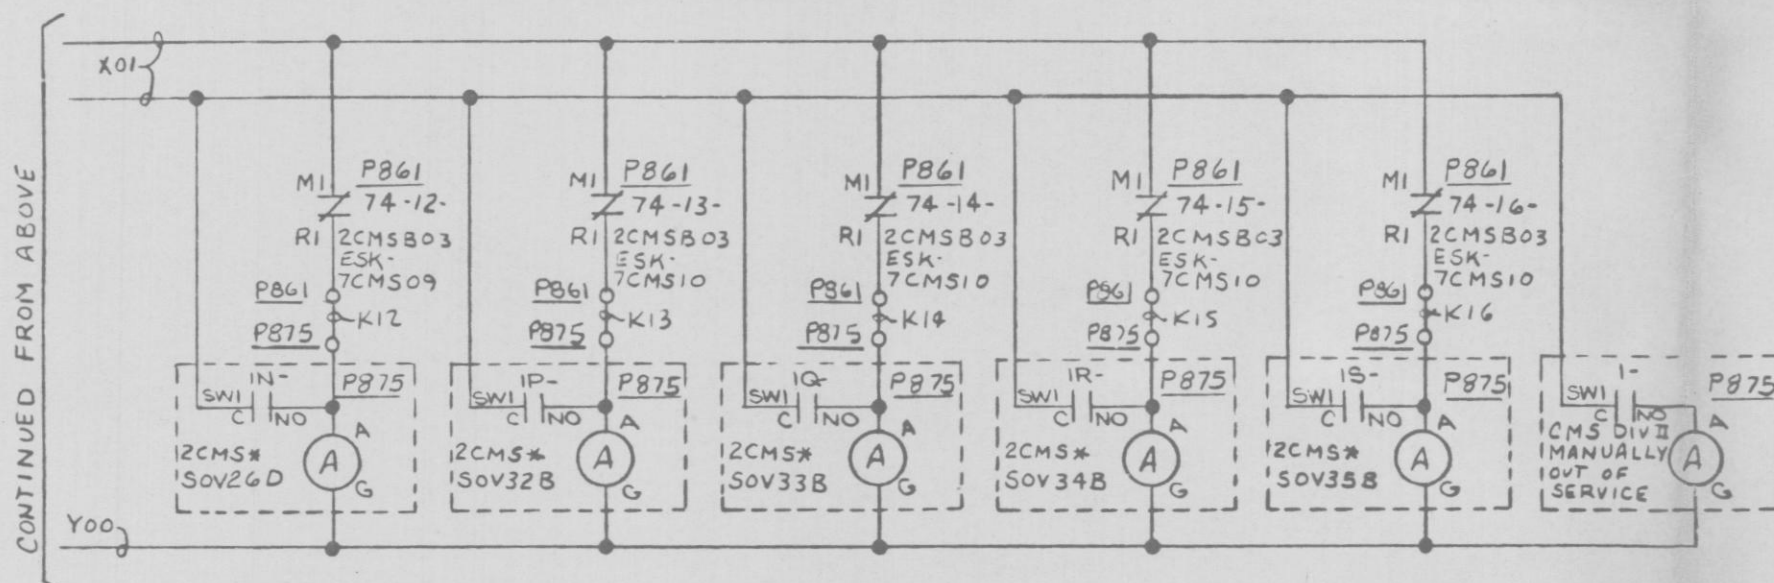 CONTINUED FROM ABOVE
X01
M1
P861
74-12-
R1
2CMSB03
ESK-
7CMS09
P861
K12
P875
1N-
P875
SW1
C
NO
A
2CMS*
SOV26D
A
G
M1
P861
74-13-
R1
2CMSB03
ESK-
7CMS10
P861
K13
P875
1P-
P875
SW1
C
NO
A
2CMS*
SOV32B
A
G
M1
P861
74-14-
R1
2CMSB03
ESK-
7CMS10
P861
K14
P875
1Q-
P875
SW1
C
NO
A
2CMS*
SOV33B
A
G
M1
P861
74-15-
R1
2CMSB03
ESK-
7CMS10
P861
K15
P875
1R-
P875
SW1
C
NO
A
2CMS*
SOV34B
A
G
M1
P861
74-16-
R1
2CMSB03
ESK-
7CMS10
P861
K16
P875
1S-
P875
SW1
C
NO
A
2CMS*
SOV35B
A
G
1-
P875
SW1
C
NO
A
CMS DIV II
MANUALLY
OUT OF
SERVICE
A
G
Y00